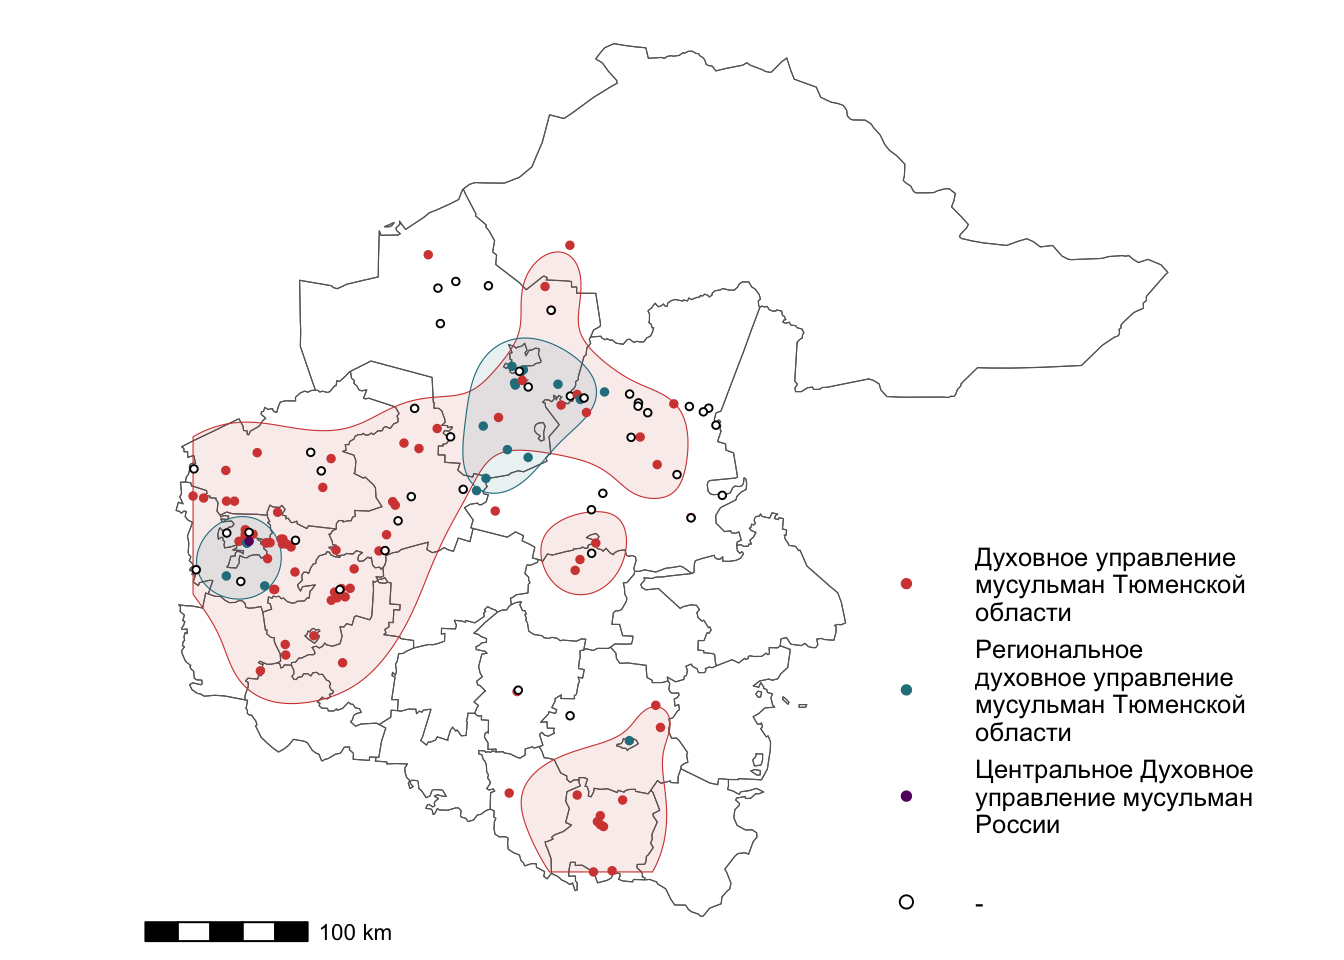 Духовное управление
мусульман Тюменской
области
Региональное
духовное управление
мусульман Тюменской
области
Центральное Духовное
управление мусульман
России
-
100 km